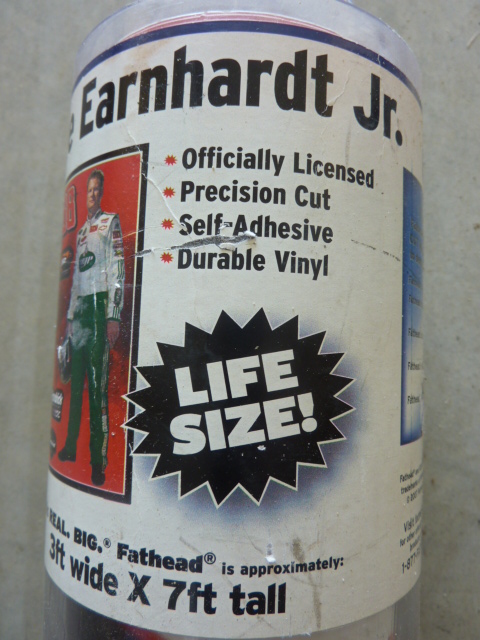 e Earnhardt Jr.
Officially Licensed
Precision Cut
Self-Adhesive
Durable Vinyl
LIFE
SIZE!
REAL. BIG.® Fathead® is approximately:
3ft wide X 7ft tall